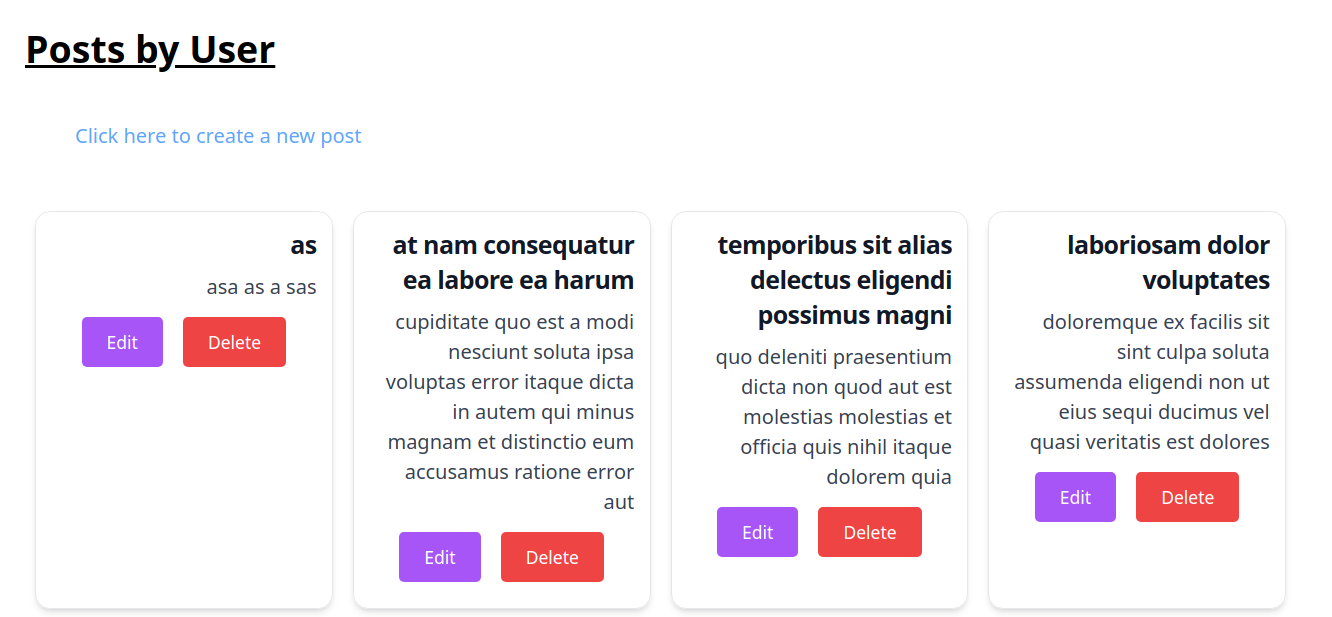 Posts by User
Click here to create a new post
as
asa as a sas
Edit Delete
at nam consequatur
ea labore ea harum
cupiditate quo est a modi
nesciunt soluta ipsa
voluptas error itaque dicta
in autem qui minus
magnam et distinctio eum
accusamus ratione error
aut
Edit Delete
temporibus sit alias
delectus eligendi
possimus magni
quo deleniti praesentium
dicta non quod aut est
molestias molestias et
officia quis nihil itaque
dolorem quia
Edit Delete
laboriosam dolor
voluptates
doloremque ex facilis sit
sint culpa soluta
assumenda eligendi non ut
eius sequi ducimus vel
quasi veritatis est dolores
Edit Delete